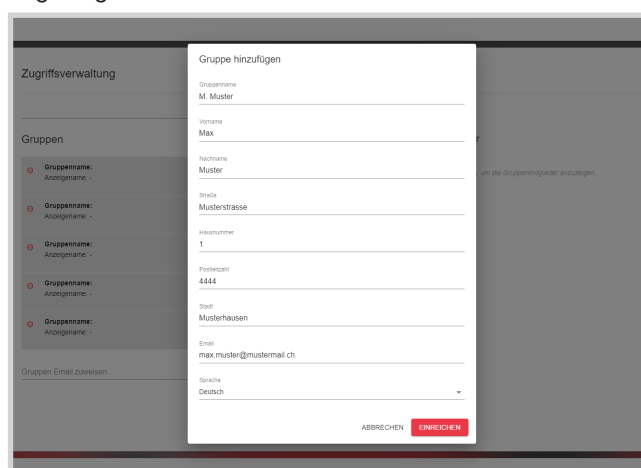 Zugriffsverwaltung
Gruppen
Gruppenname:
Anzeigename: -
Gruppenname:
Anzeigename: -
Gruppenname:
Anzeigename: -
Gruppenname:
Anzeigename: -
Gruppenname:
Anzeigename: -
Gruppen Email zuweisen.
Gruppe hinzufügen
Gruppenname
M. Muster
Vorname
Max
Nachname
Muster
Straße
Musterstrasse
Hausnummer
1
Postleitzahl
4444
Stadt
Musterhausen
Email
max.muster@mustermail.ch
Sprache
Deutsch
ABBRECHEN EINREICHEN
r
, um die Gruppenmitglieder anzuzeigen